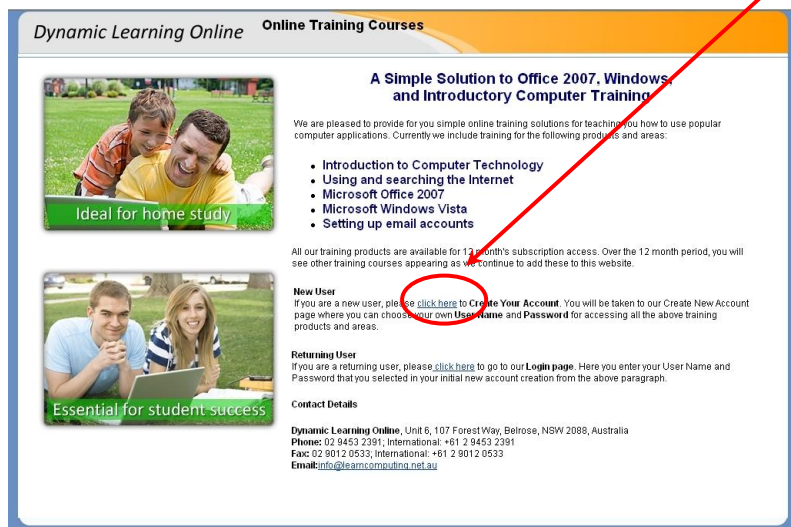 Dynamic Learning Online
Online Training Courses
A Simple Solution to Office 2007, Windows,
and Introductory Computer Training
We are pleased to provide for you simple online training solutions for teaching you how to use popular
computer applications. Currently we include training for the following products and areas:
• Introduction to Computer Technology
• Using and searching the Internet
• Microsoft Office 2007
• Microsoft Windows Vista
• Setting up email accounts
Ideal for home study
All our training products are available for 12 month's subscription access. Over the 12 month period, you will
see other training courses appearing as we continue to add these to this website.
New User
If you are a new user, please click here to Create Your Account. You will be taken to our Create New Account
page where you can choose your own User Name and Password for accessing all the above training
products and areas.
Returning User
If you are a returning user, please click here to go to our Login page. Here you enter your User Name and
Password that you selected in your initial new account creation from the above paragraph.
Essential for student success
Contact Details
Dynamic Learning Online, Unit 6, 107 Forest Way, Belrose, NSW 2088, Australia
Phone: 02 9453 2391; International: +61 2 9453 2391
Fax: 02 9012 0533; International: +61 2 9012 0533
Email:info@learncomputing.net.au